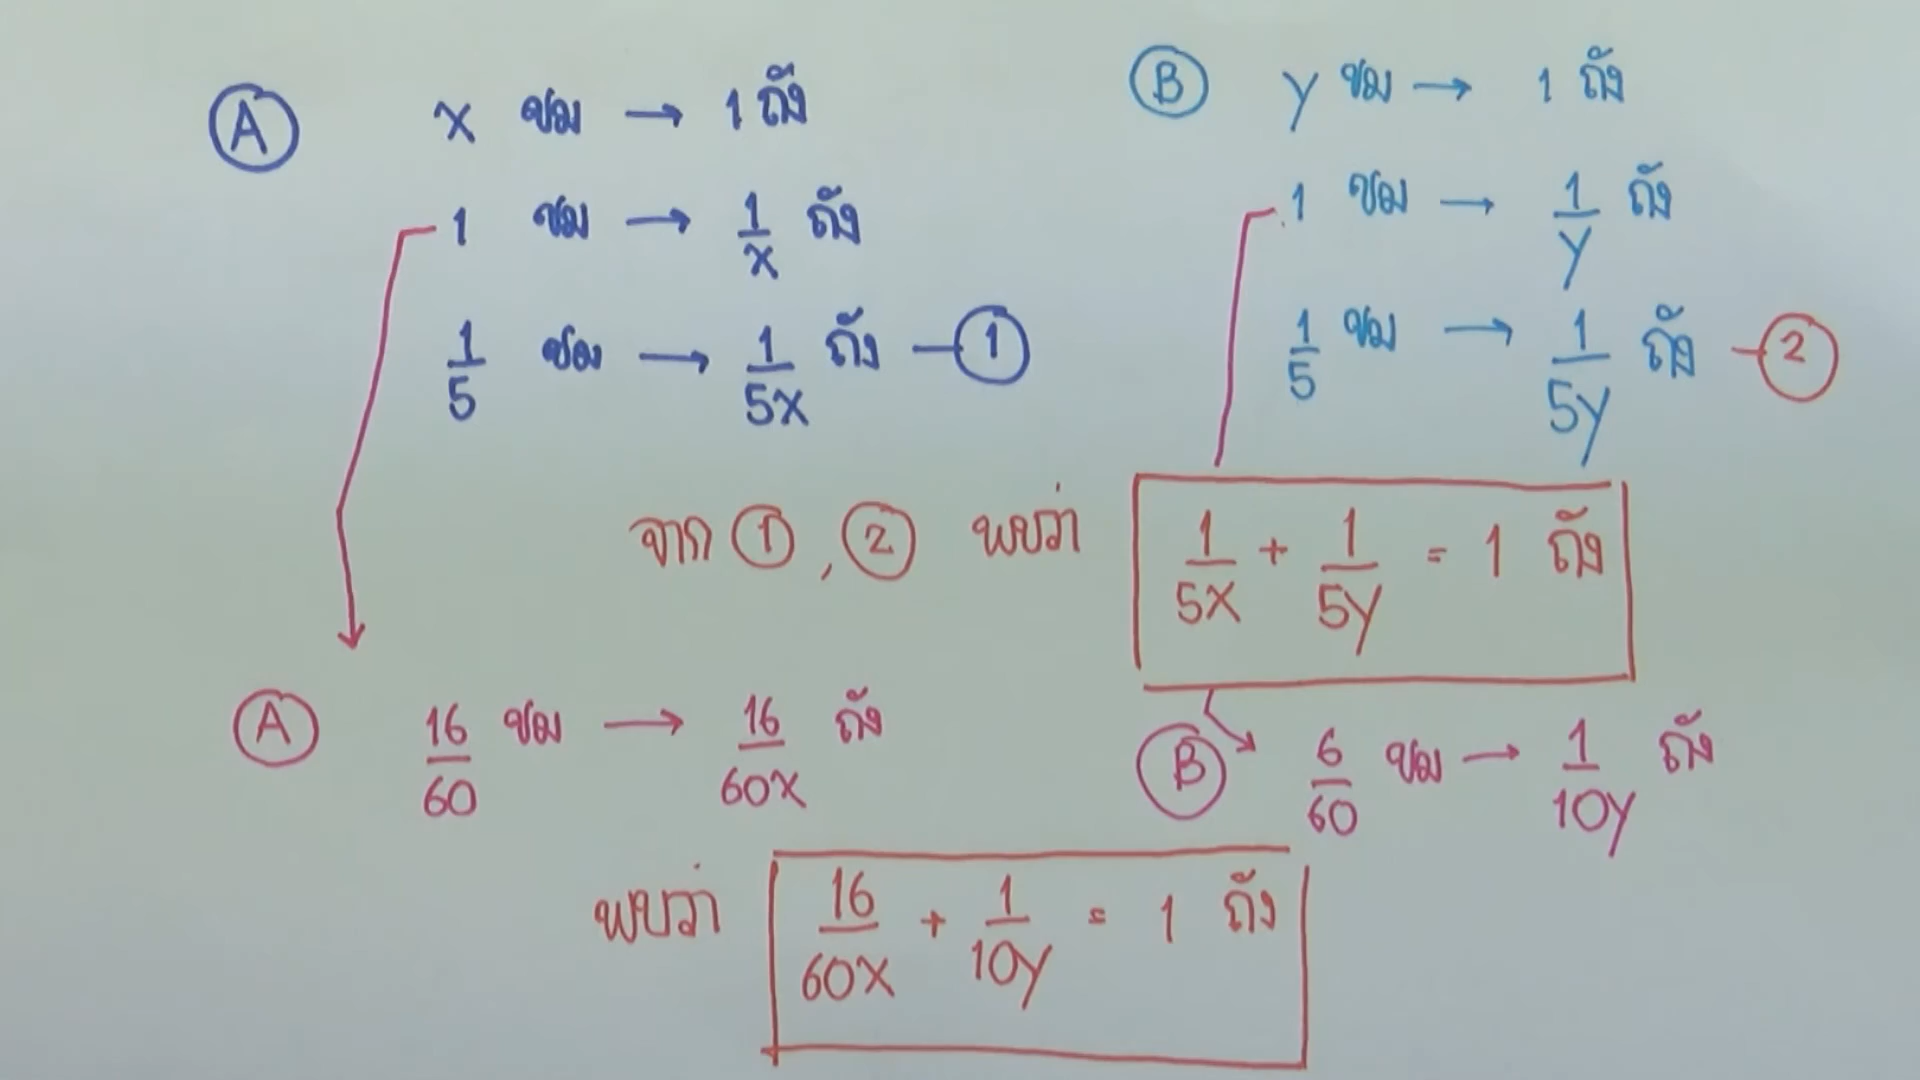 Ⓐ x ชม → 1 ถัง
1 ชม → 1/x ถัง
1/5 ชม → 1/5x ถัง — ①
Ⓑ y ชม → 1 ถัง
1 ชม → 1/y ถัง
1/5 ชม → 1/5y ถัง — ②
จาก ①, ② พบว่า 1/5x + 1/5y = 1 ถัง
Ⓐ 16/60 ชม → 16/60x ถัง
Ⓑ 6/60 ชม → 1/10y ถัง
พบว่า 16/60x + 1/10y = 1 ถัง